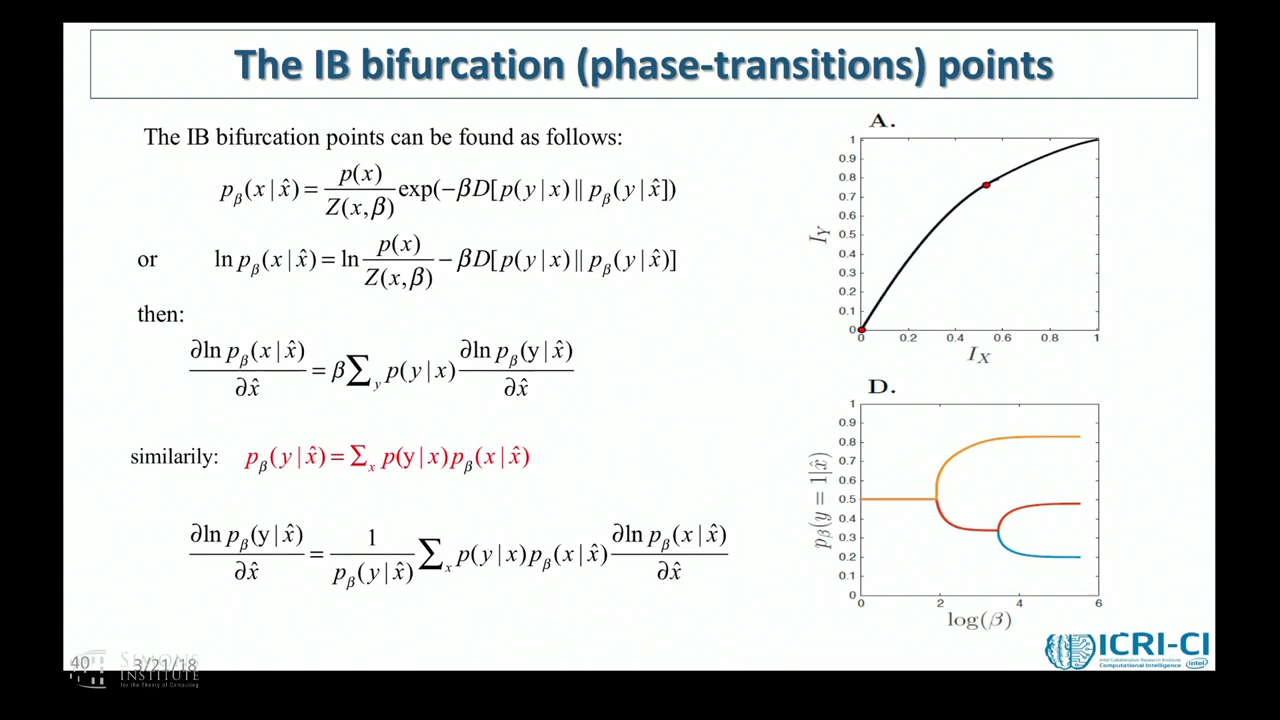 The IB bifurcation (phase-transitions) points
The IB bifurcation points can be found as follows:
p_β(x | x̂) = p(x) / Z(x,β) exp(−βD[p(y | x) || p_β(y | x̂])
or ln p_β(x | x̂) = ln p(x) / Z(x,β) − βD[p(y | x) || p_β(y | x̂)]
then:
∂ln p_β(x | x̂) / ∂x̂ = β∑_y p(y | x) ∂ln p_β(y | x̂) / ∂x̂
similarily: p_β(y | x̂) = ∑_x p(y | x)p_β(x | x̂)
∂ln p_β(y | x̂) / ∂x̂ = 1 / p_β(y | x̂) ∑_x p(y | x)p_β(x | x̂) ∂ln p_β(x | x̂) / ∂x̂
A.
1
0.9
0.8
0.7
0.6
0.5
0.4
0.3
0.2
0.1
0
I_Y
0 0.2 0.4 0.6 0.8 1
I_X
D.
1
0.9
0.8
0.7
0.6
0.5
0.4
0.3
0.2
0.1
0
p_β(y = 1|x̂)
0 2 4 6
log(β)
ICRI-CI
Intel Collaborative Research Institute
Computational Intelligence
intel
40 3/21/18
SIMONS
INSTITUTE
for the Theory of Computing